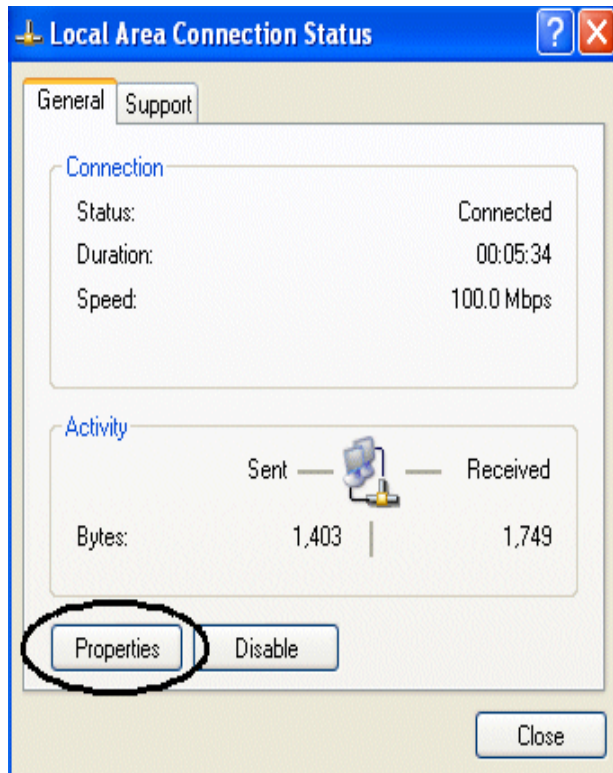 Local Area Connection Status
General Support
Connection
Status: Connected
Duration: 00:05:34
Speed: 100.0 Mbps
Activity
Sent Received
Bytes: 1,403 1,749
Properties Disable
Close